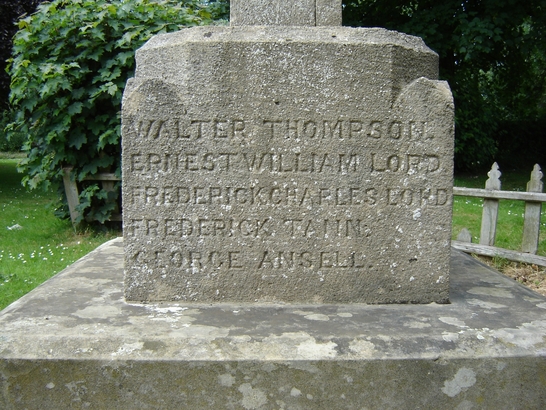 WALTER THOMPSON.
ERNEST WILLIAM LORD.
FREDERICK CHARLES LORD
FREDERICK TANN.
GEORGE ANSELL.